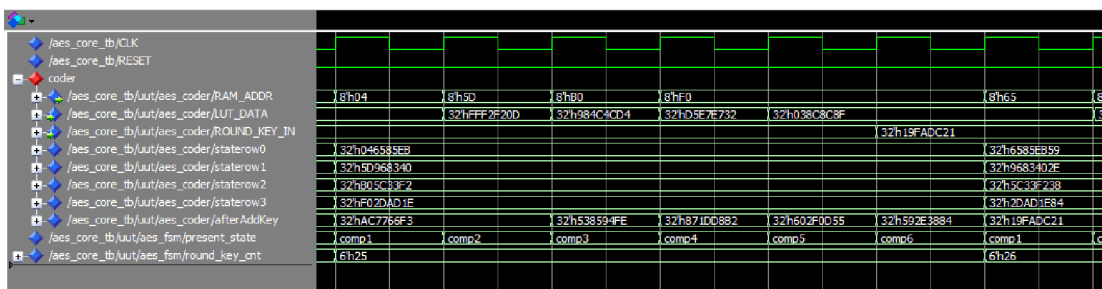 /aes_core_tb/CLK
/aes_core_tb/RESET
coder
/aes_core_tb/uut/aes_coder/RAM_ADDR 8'h04 8'h5D 8'hB0 8'hF0 8'h65 8
/aes_core_tb/uut/aes_coder/LUT_DATA 32'hFFF2F20D 32'h984C4CD4 32'hD5E7E732 32'h038C8C8F 3
/aes_core_tb/uut/aes_coder/ROUND_KEY_IN 32'h19FADC21
/aes_core_tb/uut/aes_coder/staterow0 32'h046585EB 32'h6585EB59
/aes_core_tb/uut/aes_coder/staterow1 32'h5D968340 32'h9683402E
/aes_core_tb/uut/aes_coder/staterow2 32'hB05C33F2 32'h5C33F238
/aes_core_tb/uut/aes_coder/staterow3 32'hF02DAD1E 32'h2DAD1E84
/aes_core_tb/uut/aes_coder/afterAddKey 32'hAC7766F3 32'h538594FE 32'h871DD8B2 32'h602F0D55 32'h592E3884 32'h19FADC21
/aes_core_tb/uut/aes_fsm/present_state comp1 comp2 comp3 comp4 comp5 comp6 comp1 c
/aes_core_tb/uut/aes_fsm/round_key_cnt 6'h25 6'h26